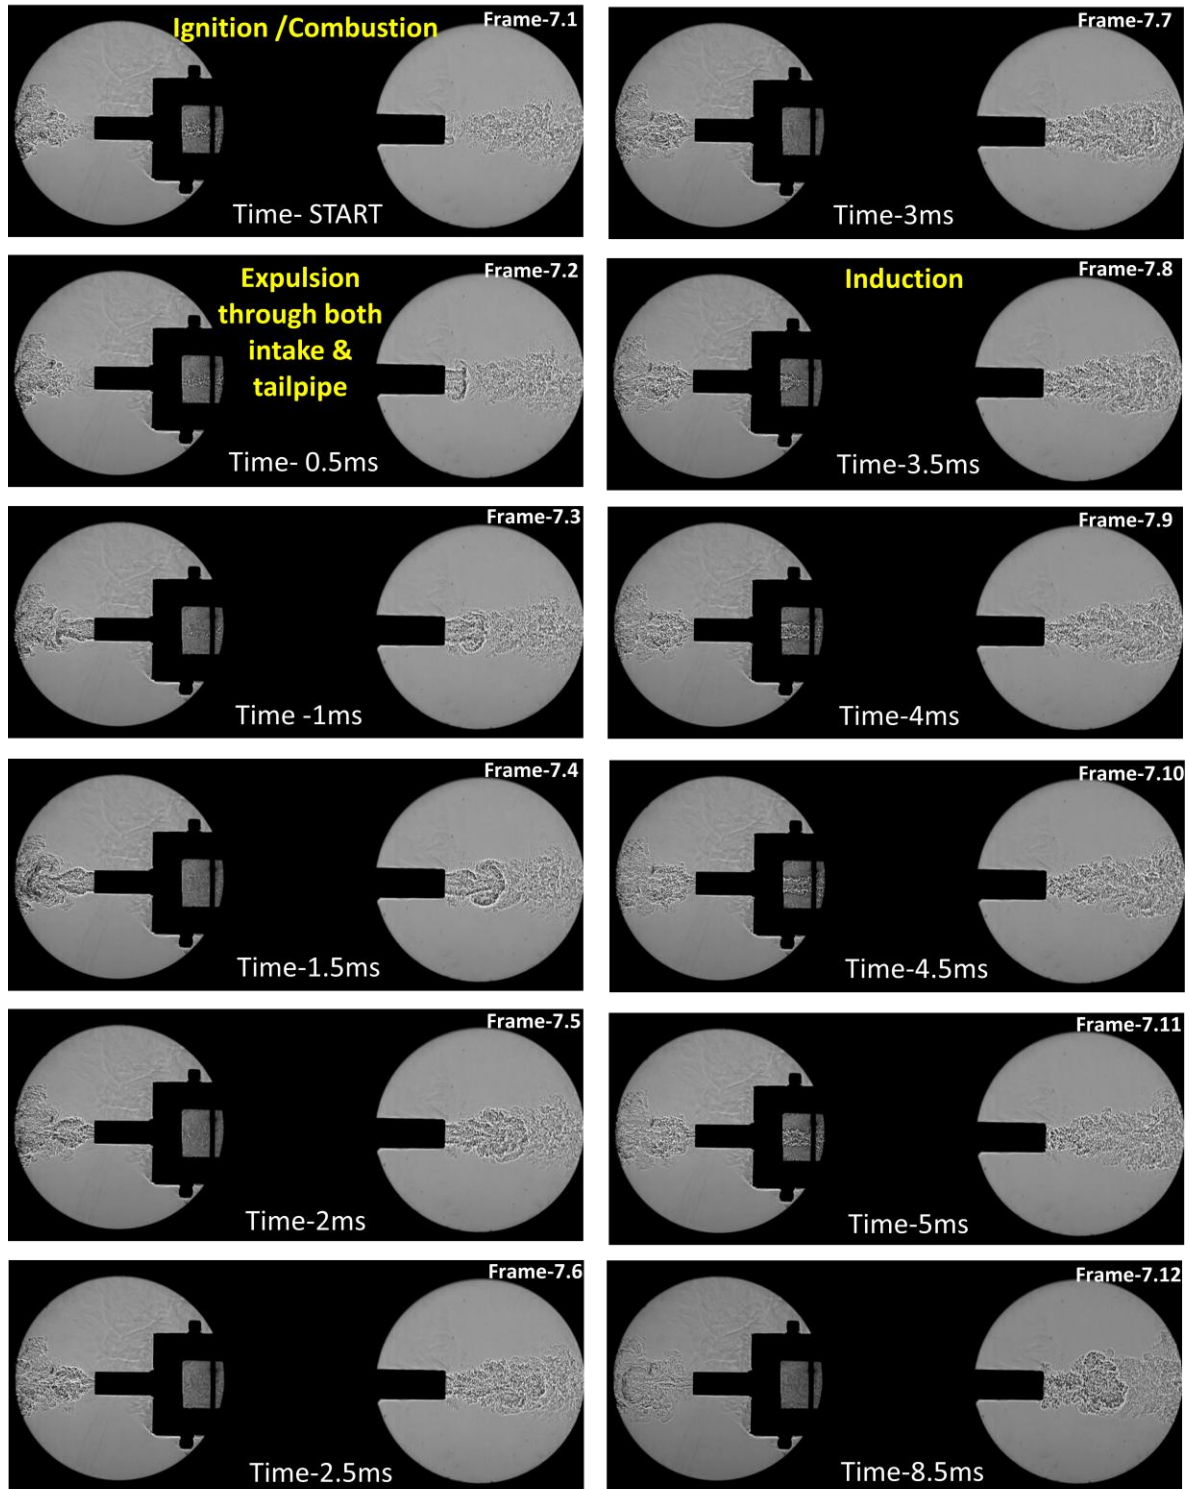 Ignition /Combustion
Frame-7.1
Time- START
Expulsion
through both
intake &
tailpipe
Frame-7.2
Time- 0.5ms
Frame-7.3
Time -1ms
Frame-7.4
Time-1.5ms
Frame-7.5
Time-2ms
Frame-7.6
Time-2.5ms
Frame-7.7
Time-3ms
Induction
Frame-7.8
Time-3.5ms
Frame-7.9
Time-4ms
Frame-7.10
Time-4.5ms
Frame-7.11
Time-5ms
Frame-7.12
Time-8.5ms